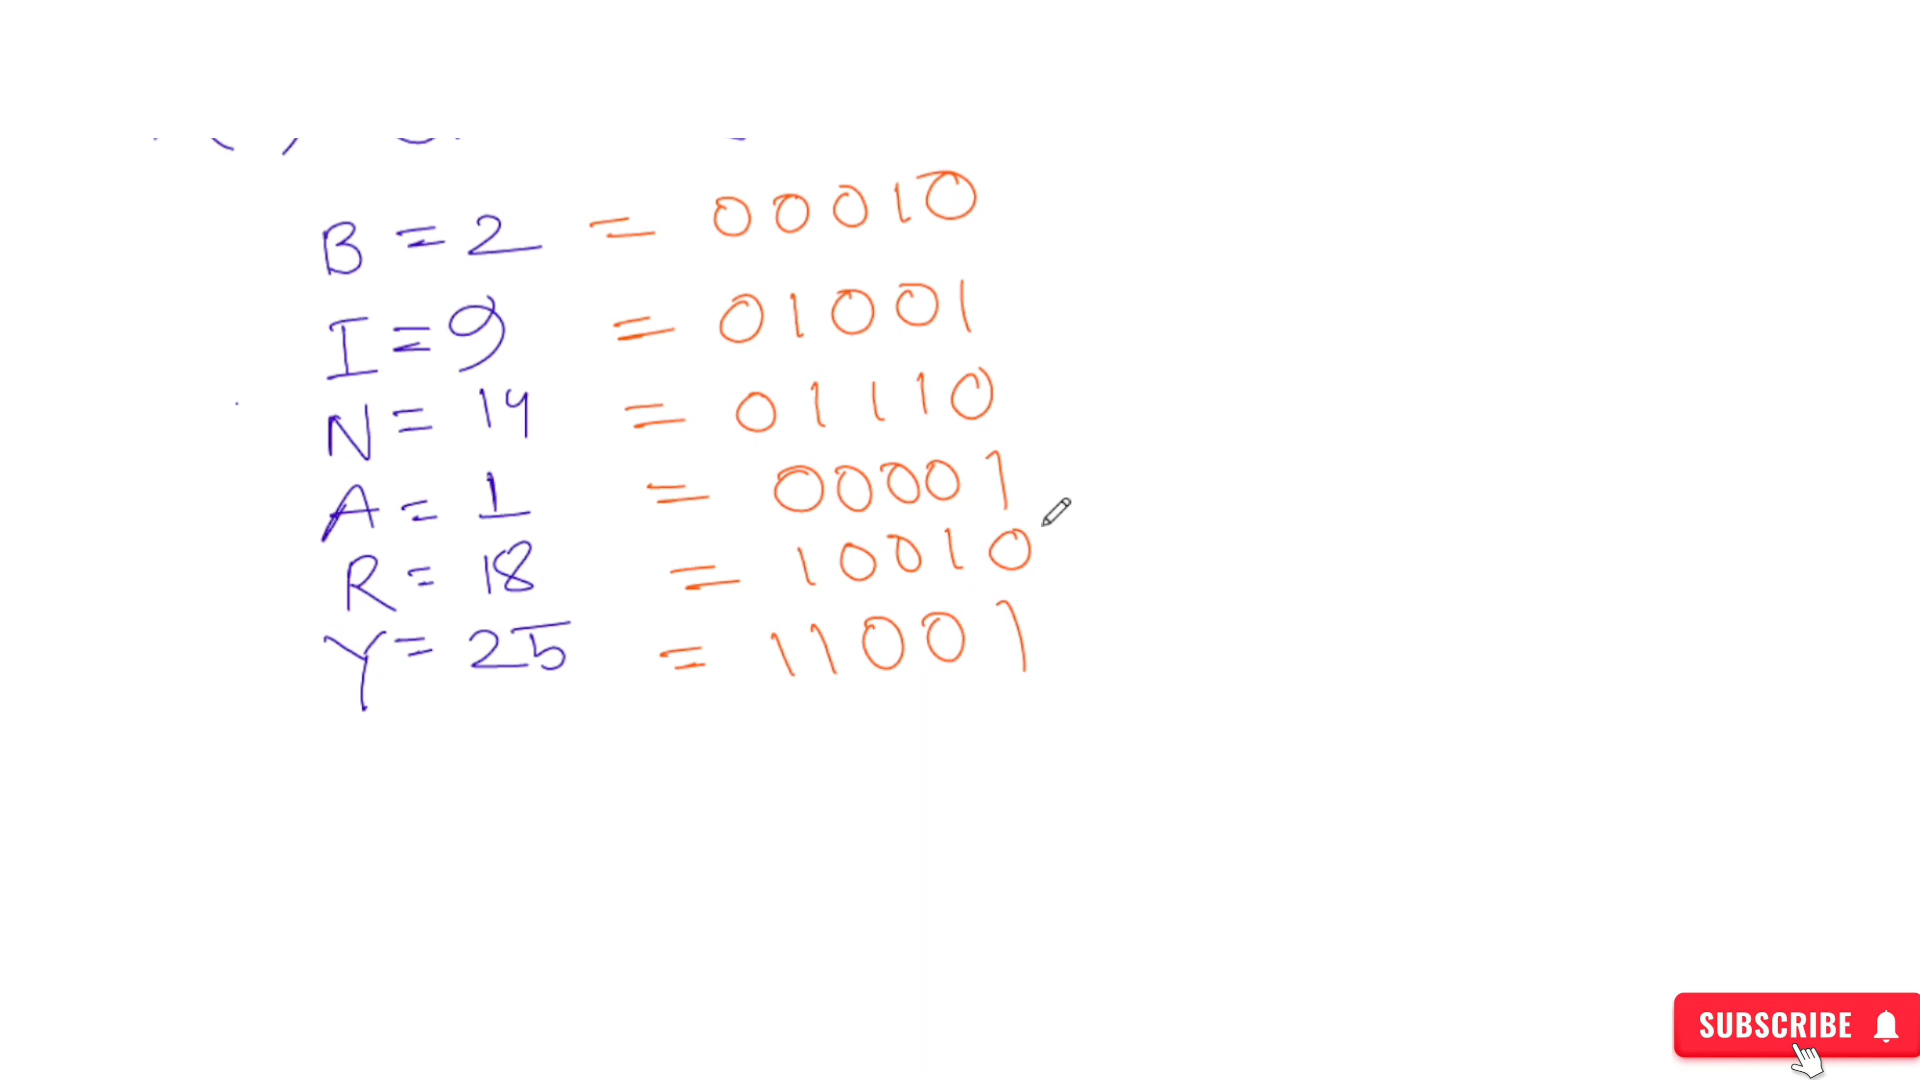 B = 2 = 00010
I = 9 = 01001
N = 14 = 01110
A = 1 = 00001
R = 18 = 10010
Y = 25 = 11001
SUBSCRIBE